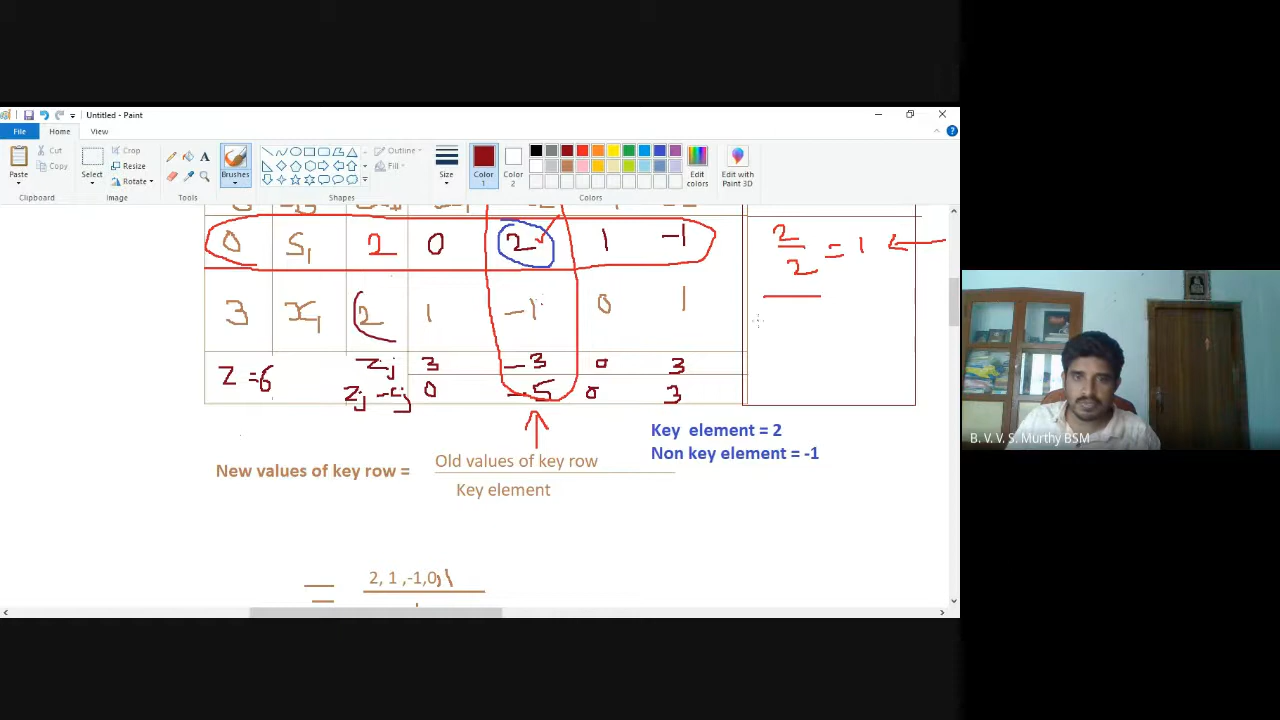 Untitled - Paint
File Home View
Paste
Cut
Copy
Select
Crop
Resize
Rotate
A
Brushes
Outline
Fill
Size
Color 1
Color 2
Edit colors
Edit with Paint 3D
Clipboard Image Tools Shapes Colors
0 S1 2 0 2 1 -1
2/2 = 1
3 x1 2 1 -1 0 1
Z = 6 Zj 3 -3 0 3
Zj - Cj 0 -5 0 3
Key element = 2
Non key element = -1
New values of key row = Old values of key row
Key element
= 2, 1 ,-1,0,1
B. V. V. S. Murthy BSM